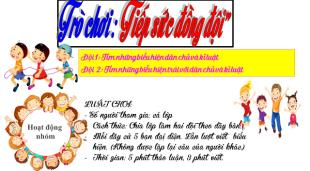 Trò chơi: "Tiếp sức đồng đội"
Đội 1: Tìm những biểu hiện dân chủ và kỉ luật
Đội 2: Tìm những biểu hiện trái với dân chủ và kỉ luật
LUẬT CHƠI:
- Số người tham gia: cả lớp
Cách thức: Chia lớp làm hai đội theo dãy bàn.
Mỗi dãy cử 5 bạn đại diện. Lần lượt viết biểu
hiện. (Không được lặp lại câu của người khác)
- Thời gian: 5 phút thảo luận, 4 phút viết.
Hoạt động
nhóm